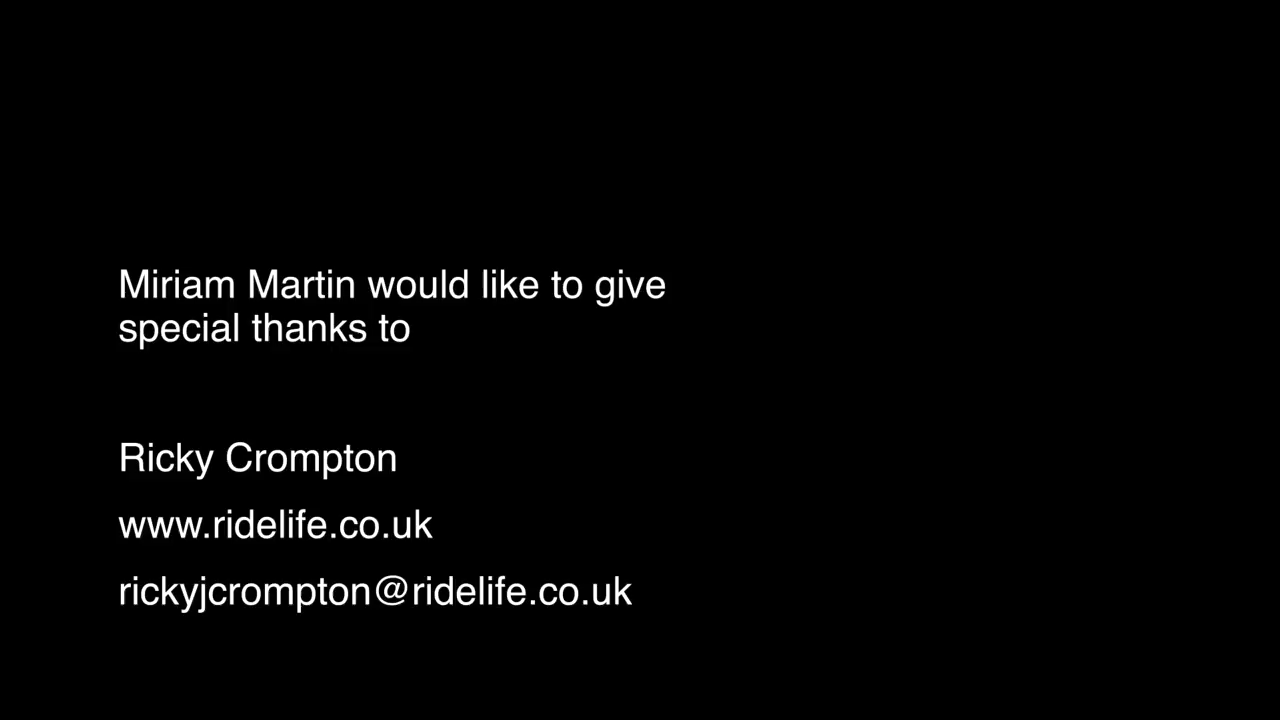 Miriam Martin would like to give
special thanks to
Ricky Crompton
www.ridelife.co.uk
rickyjcrompton@ridelife.co.uk